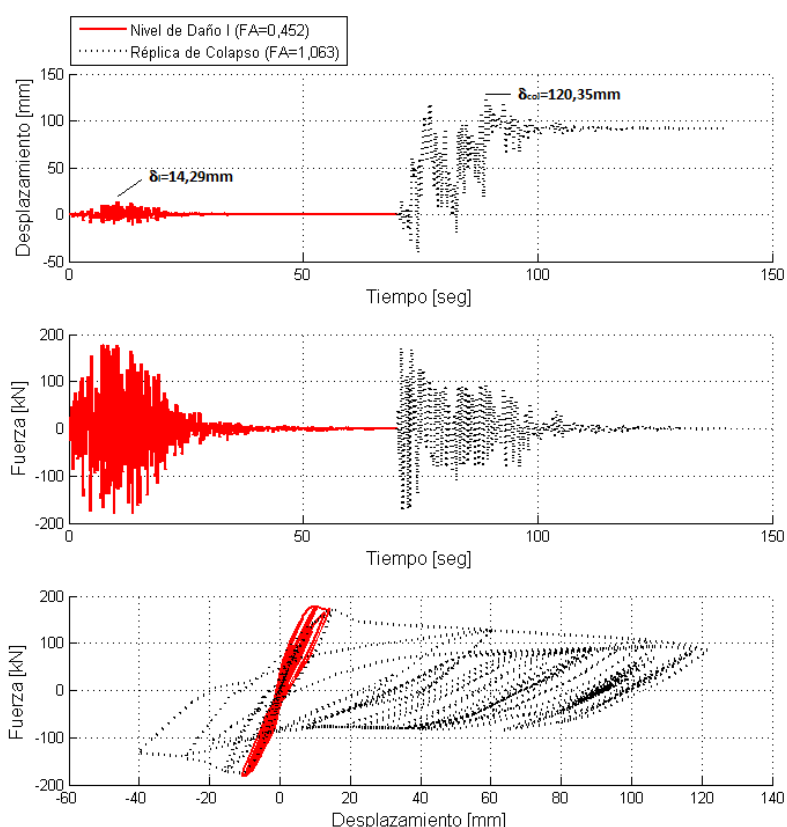 Nivel de Daño I (FA=0,452)
Réplica de Colapso (FA=1,063)
150
100
50
0
-50
Desplazamiento [mm]
δI=14,29mm
δcol=120,35mm
0 50 100 150
Tiempo [seg]
200
100
0
-100
-200
Fuerza [kN]
0 50 100 150
Tiempo [seg]
200
100
0
-100
-200
Fuerza [kN]
-60 -40 -20 0 20 40 60 80 100 120 140
Desplazamiento [mm]